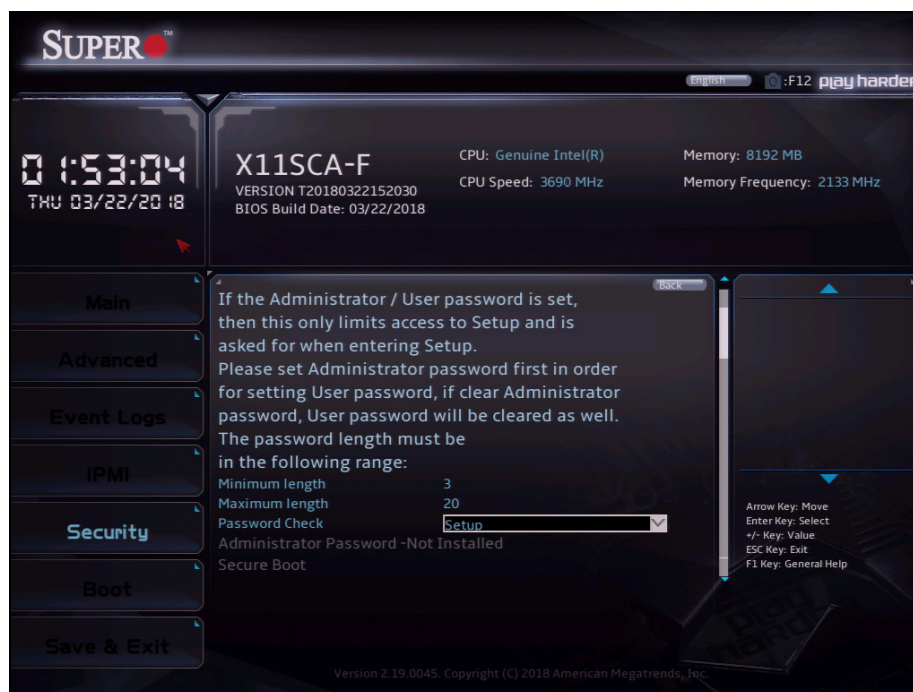 SUPER™
English :F12 play harder
01:53:04
THU 03/22/2018
X11SCA-F
VERSION T20180322152030
BIOS Build Date: 03/22/2018
CPU: Genuine Intel(R)
CPU Speed: 3690 MHz
Memory: 8192 MB
Memory Frequency: 2133 MHz
Main
Advanced
Event Logs
IPMI
Security
Boot
Save & Exit
Back
If the Administrator / User password is set,
then this only limits access to Setup and is
asked for when entering Setup.
Please set Administrator password first in order
for setting User password, if clear Administrator
password, User password will be cleared as well.
The password length must be
in the following range:
Minimum length 3
Maximum length 20
Password Check Setup
Administrator Password -Not Installed
Secure Boot
Arrow Key: Move
Enter Key: Select
+/- Key: Value
ESC Key: Exit
F1 Key: General Help
play
harder
Version 2.19.0045. Copyright (C) 2018 American Megatrends, Inc.